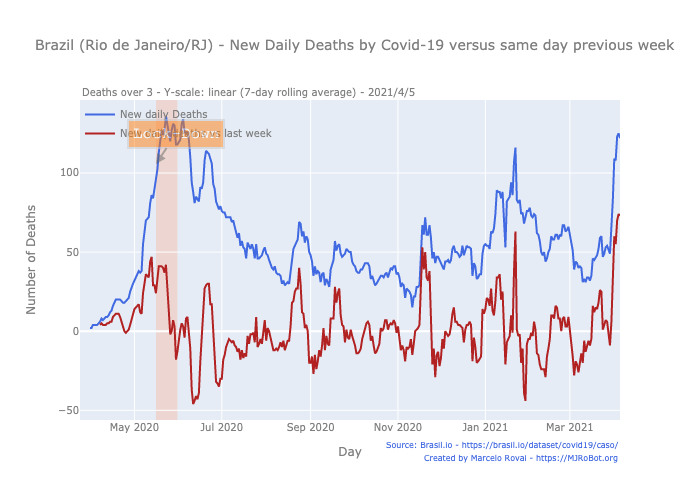 Brazil (Rio de Janeiro/RJ) - New Daily Deaths by Covid-19 versus same day previous week
Deaths over 3 - Y-scale: linear (7-day rolling average) - 2021/4/5
New daily Deaths
New last week
Number of Deaths
100
50
0
−50
May 2020
Jul 2020
Sep 2020
Nov 2020
Jan 2021
Mar 2021
Day
Source: Brasil.io - https://brasil.io/dataset/covid19/caso/
Created by Marcelo Rovai - https://MJRoBot.org